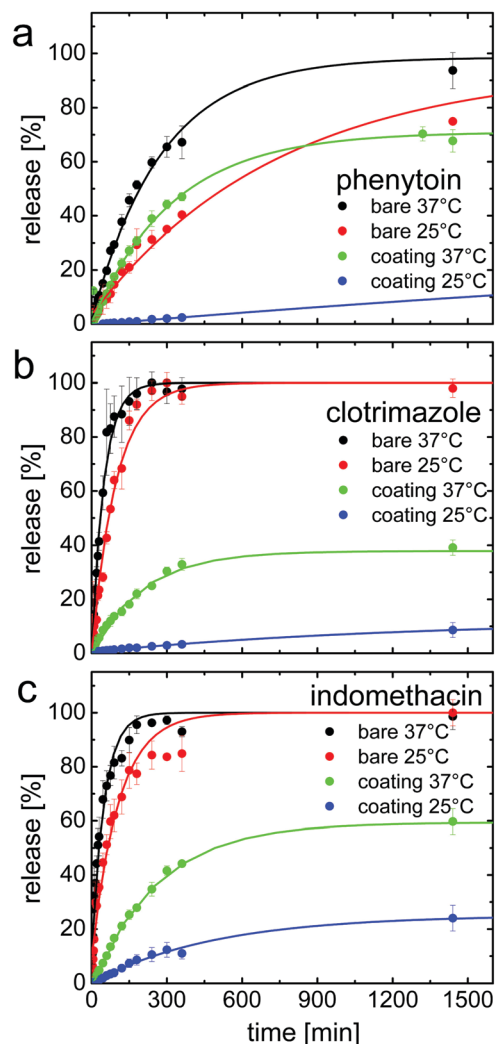 a
100
80
60
40
20
0
release [%]
phenytoin
bare 37°C
bare 25°C
coating 37°C
coating 25°C
b
100
80
60
40
20
0
release [%]
clotrimazole
bare 37°C
bare 25°C
coating 37°C
coating 25°C
c
100
80
60
40
20
0
release [%]
indomethacin
bare 37°C
bare 25°C
coating 37°C
coating 25°C
0 300 600 900 1200 1500
time [min]